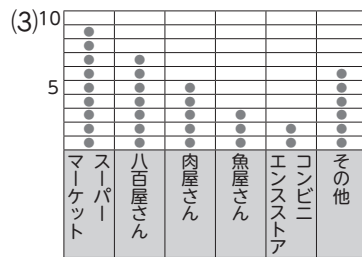 (3)
10
5
スーパー
マーケット
八百屋さん
肉屋さん
魚屋さん
コンビニ
エンスストア
その他